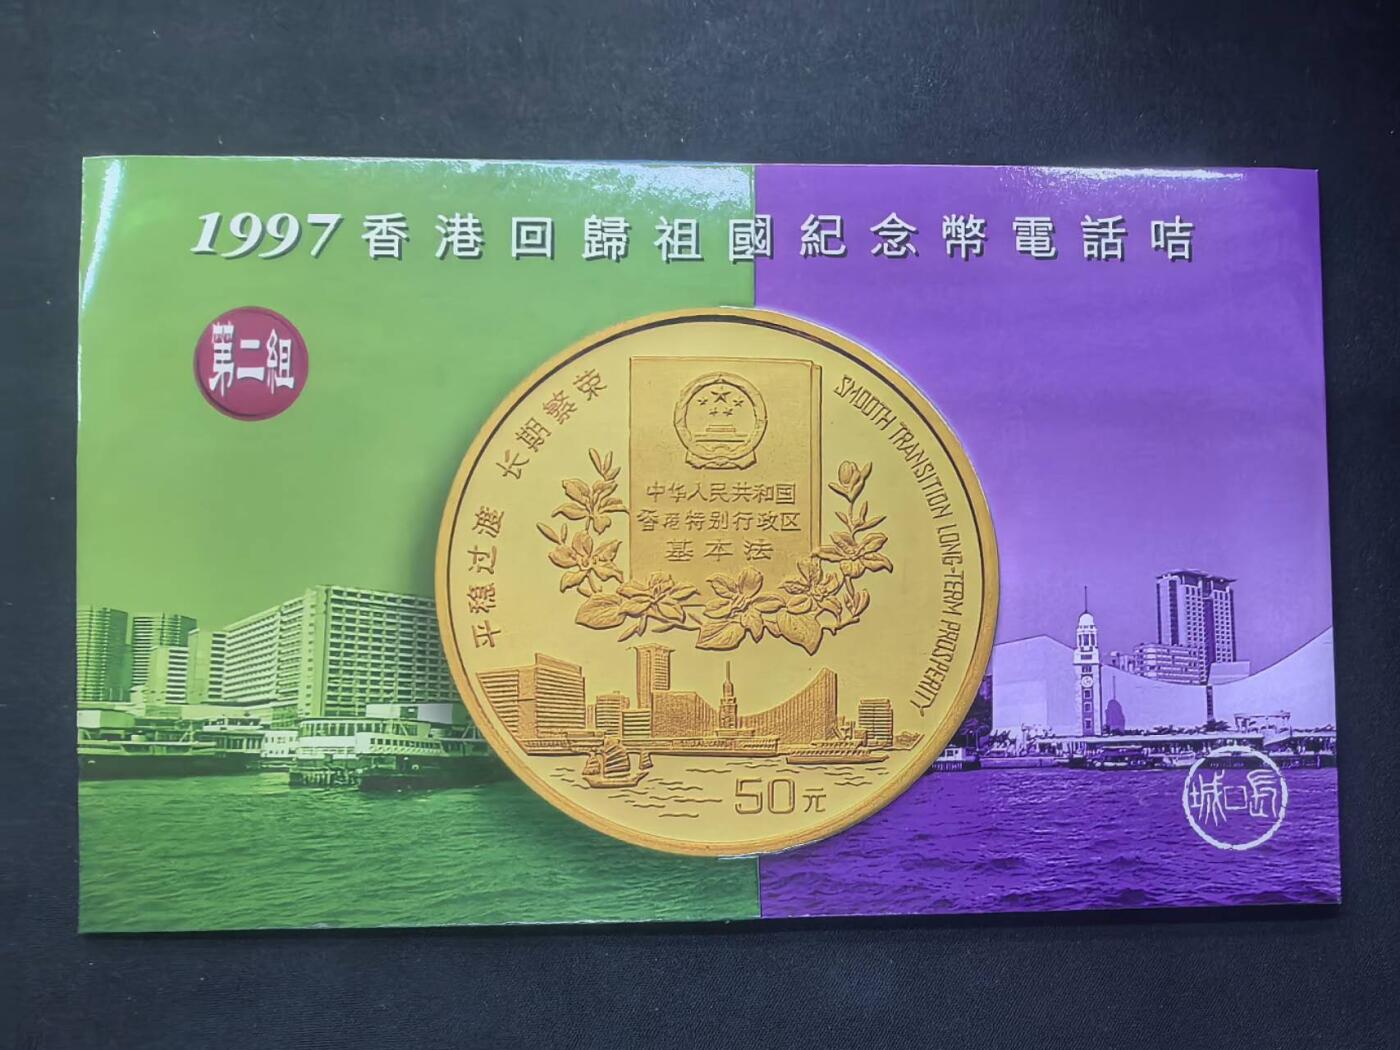 1997香港回歸祖國紀念幣電話咭
第二組
平稳过渡 长期繁荣
SMOOTH TRANSITION LONG-TERM PROSPERITY
中华人民共和国
香港特别行政区
基本法
50元
長口城